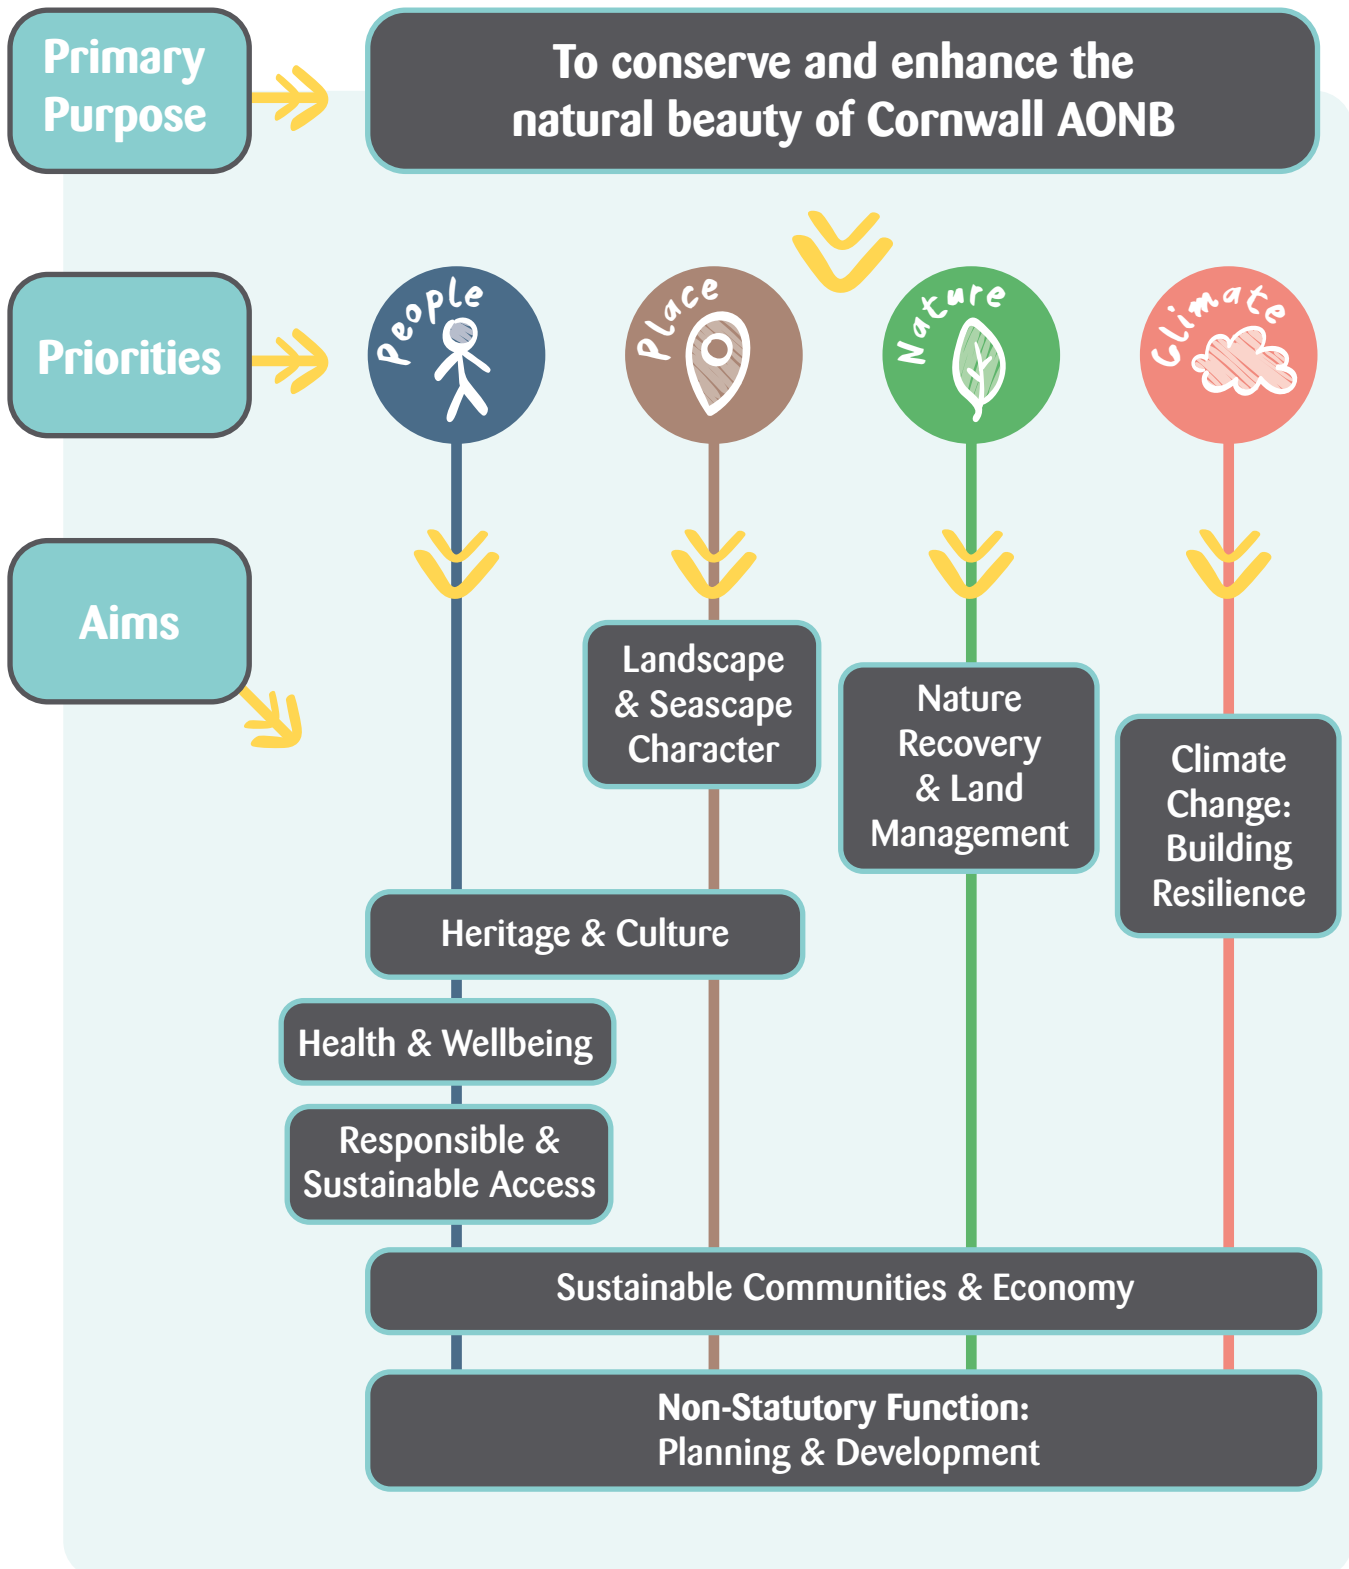 Primary
Purpose
To conserve and enhance the
natural beauty of Cornwall AONB
Priorities
People
Place
Nature
Climate
Aims
Landscape
& Seascape
Character
Nature
Recovery
& Land
Management
Climate
Change:
Building
Resilience
Heritage & Culture
Health & Wellbeing
Responsible &
Sustainable Access
Sustainable Communities & Economy
Non-Statutory Function:
Planning & Development